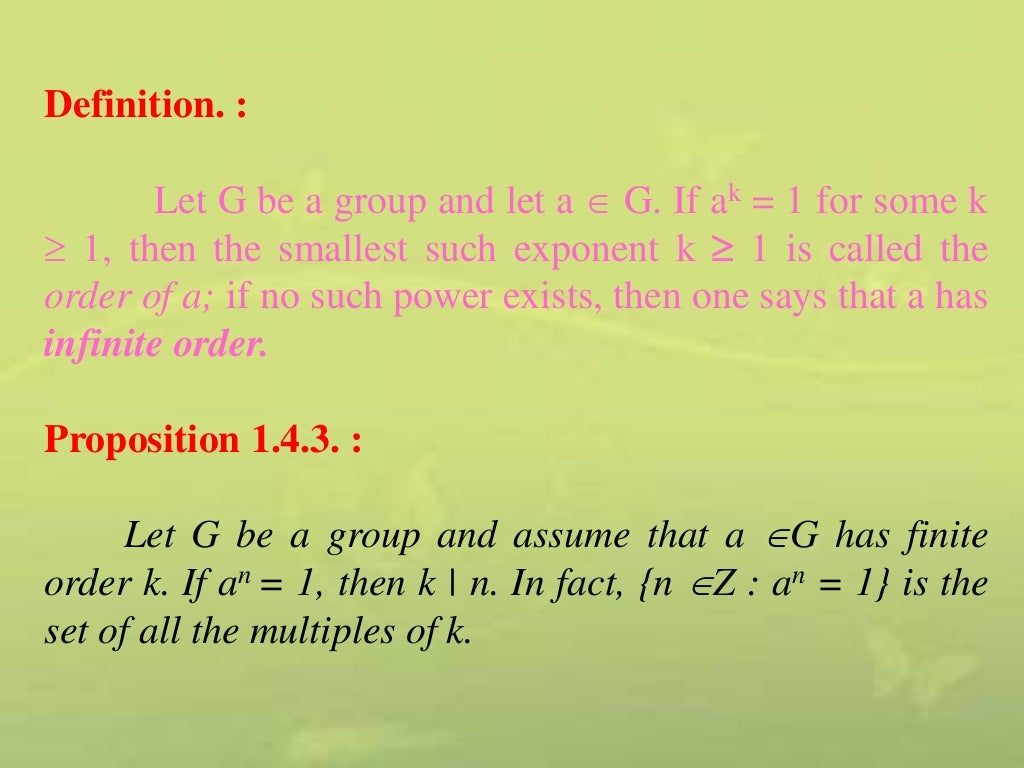 Definition. :
Let G be a group and let a ∈ G. If aᵏ = 1 for some k
≥ 1, then the smallest such exponent k ≥ 1 is called the
order of a; if no such power exists, then one says that a has
infinite order.
Proposition 1.4.3. :
Let G be a group and assume that a ∈G has finite
order k. If aⁿ = 1, then k | n. In fact, {n ∈Z : aⁿ = 1} is the
set of all the multiples of k.